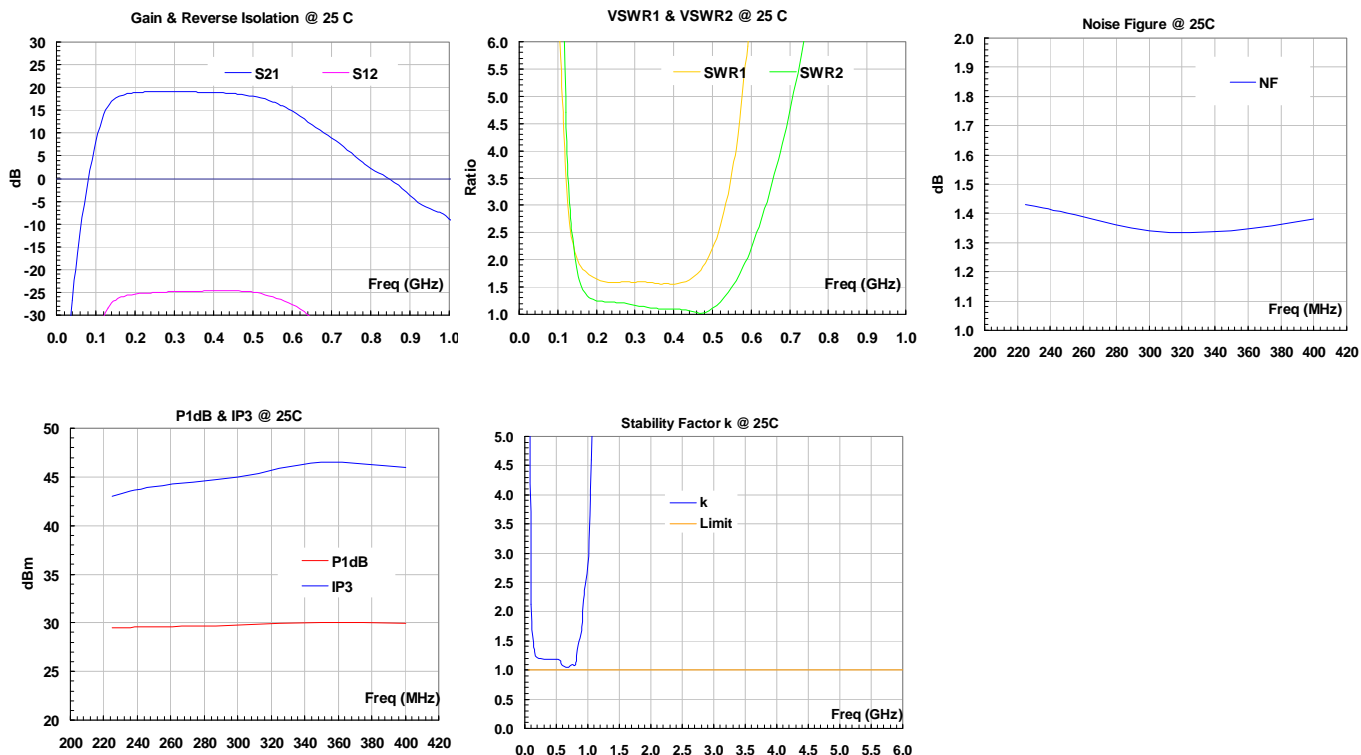 Gain & Reverse Isolation @ 25 C
30
25
20
15
10
5
0
-5
-10
-15
-20
-25
-30
dB
S21 S12
Freq (GHz)
0.0 0.1 0.2 0.3 0.4 0.5 0.6 0.7 0.8 0.9 1.0
VSWR1 & VSWR2 @ 25 C
6.0
5.5
5.0
4.5
4.0
3.5
3.0
2.5
2.0
1.5
1.0
Ratio
SWR1 SWR2
Freq (GHz)
0.0 0.1 0.2 0.3 0.4 0.5 0.6 0.7 0.8 0.9 1.0
Noise Figure @ 25C
2.0
1.9
1.8
1.7
1.6
1.5
1.4
1.3
1.2
1.1
1.0
dB
NF
Freq (MHz)
200 220 240 260 280 300 320 340 360 380 400 420
P1dB & IP3 @ 25C
50
45
40
35
30
25
20
dBm
P1dB
IP3
Freq (MHz)
200 220 240 260 280 300 320 340 360 380 400 420
Stability Factor k @ 25C
5.0
4.5
4.0
3.5
3.0
2.5
2.0
1.5
1.0
0.5
0.0
k
Limit
Freq (GHz)
0.0 0.5 1.0 1.5 2.0 2.5 3.0 3.5 4.0 4.5 5.0 5.5 6.0